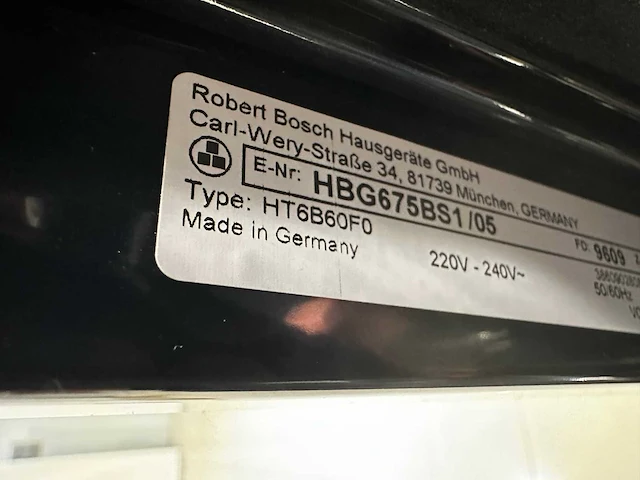 Robert Bosch Hausgeräte GmbH
Carl-Wery-Straße 34, 81739 München, GERMANY
E-Nr: HBG675BS1 /05
FD: 9609
Type: HT6B60F0
Made in Germany
220V - 240V~
50/60Hz